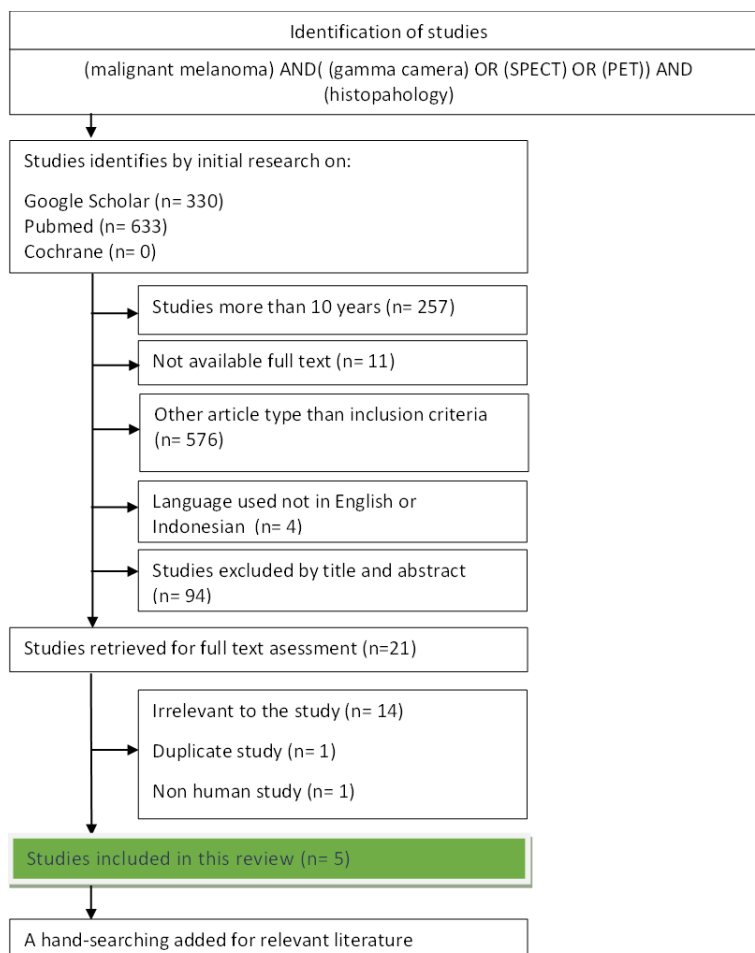 Identification of studies
(malignant melanoma) AND( (gamma camera) OR (SPECT) OR (PET)) AND
(histopahology)
Studies identifies by initial research on:
Google Scholar (n= 330)
Pubmed (n= 633)
Cochrane (n= 0)
Studies more than 10 years (n= 257)
Not available full text (n= 11)
Other article type than inclusion criteria
(n= 576)
Language used not in English or
Indonesian (n= 4)
Studies excluded by title and abstract
(n= 94)
Studies retrieved for full text asessment (n=21)
Irrelevant to the study (n= 14)
Duplicate study (n= 1)
Non human study (n= 1)
Studies included in this review (n= 5)
A hand-searching added for relevant literature